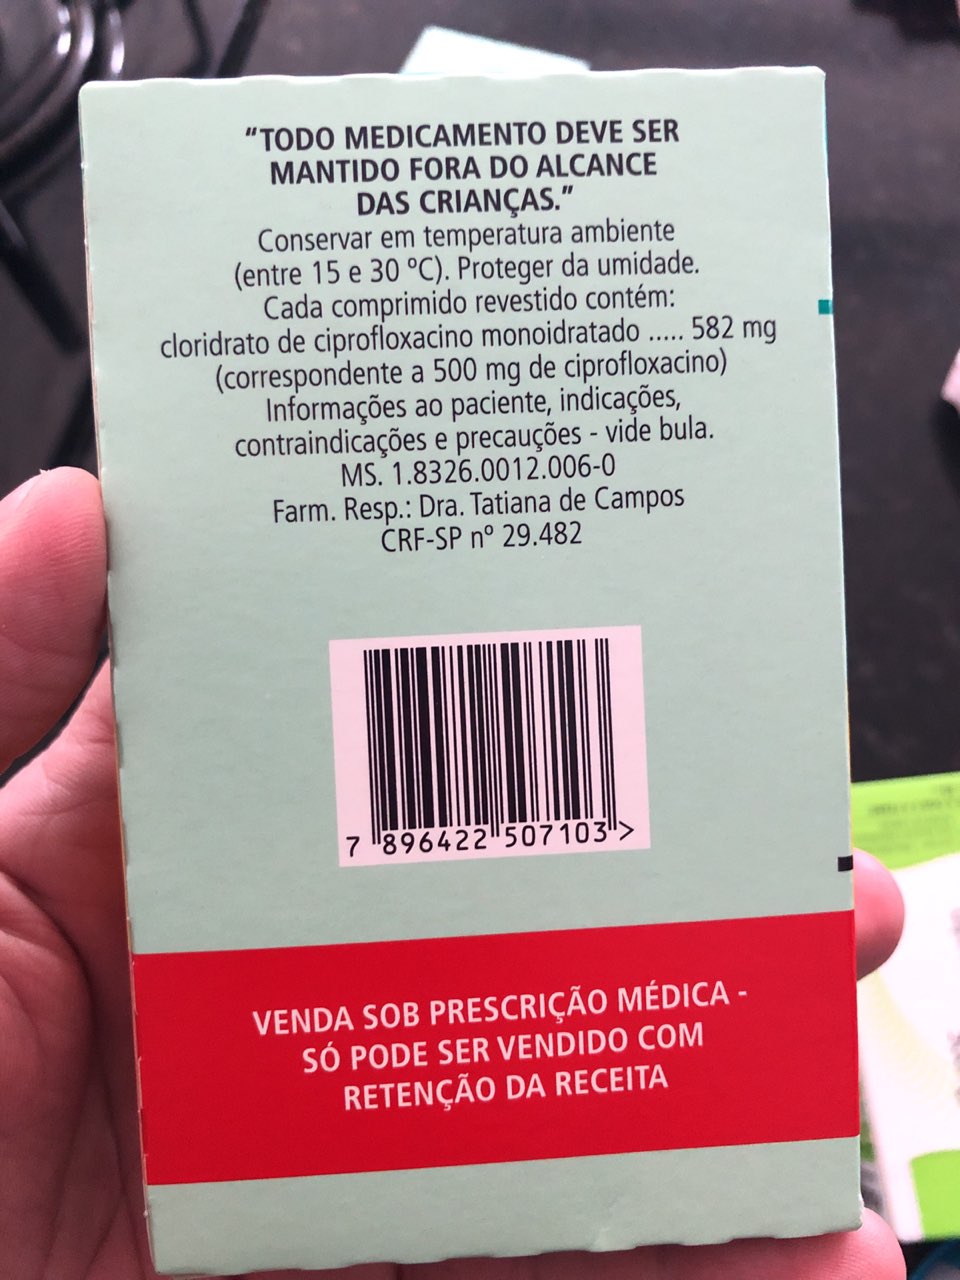 "TODO MEDICAMENTO DEVE SER
MANTIDO FORA DO ALCANCE
DAS CRIANÇAS."
Conservar em temperatura ambiente
(entre 15 e 30 ºC). Proteger da umidade.
Cada comprimido revestido contém:
cloridrato de ciprofloxacino monoidratado ..... 582 mg
(correspondente a 500 mg de ciprofloxacino)
Informações ao paciente, indicações,
contraindicações e precauções - vide bula.
MS. 1.8326.0012.006-0
Farm. Resp.: Dra. Tatiana de Campos
CRF-SP nº 29.482
7 896422 507103 >
VENDA SOB PRESCRIÇÃO MÉDICA -
SÓ PODE SER VENDIDO COM
RETENÇÃO DA RECEITA